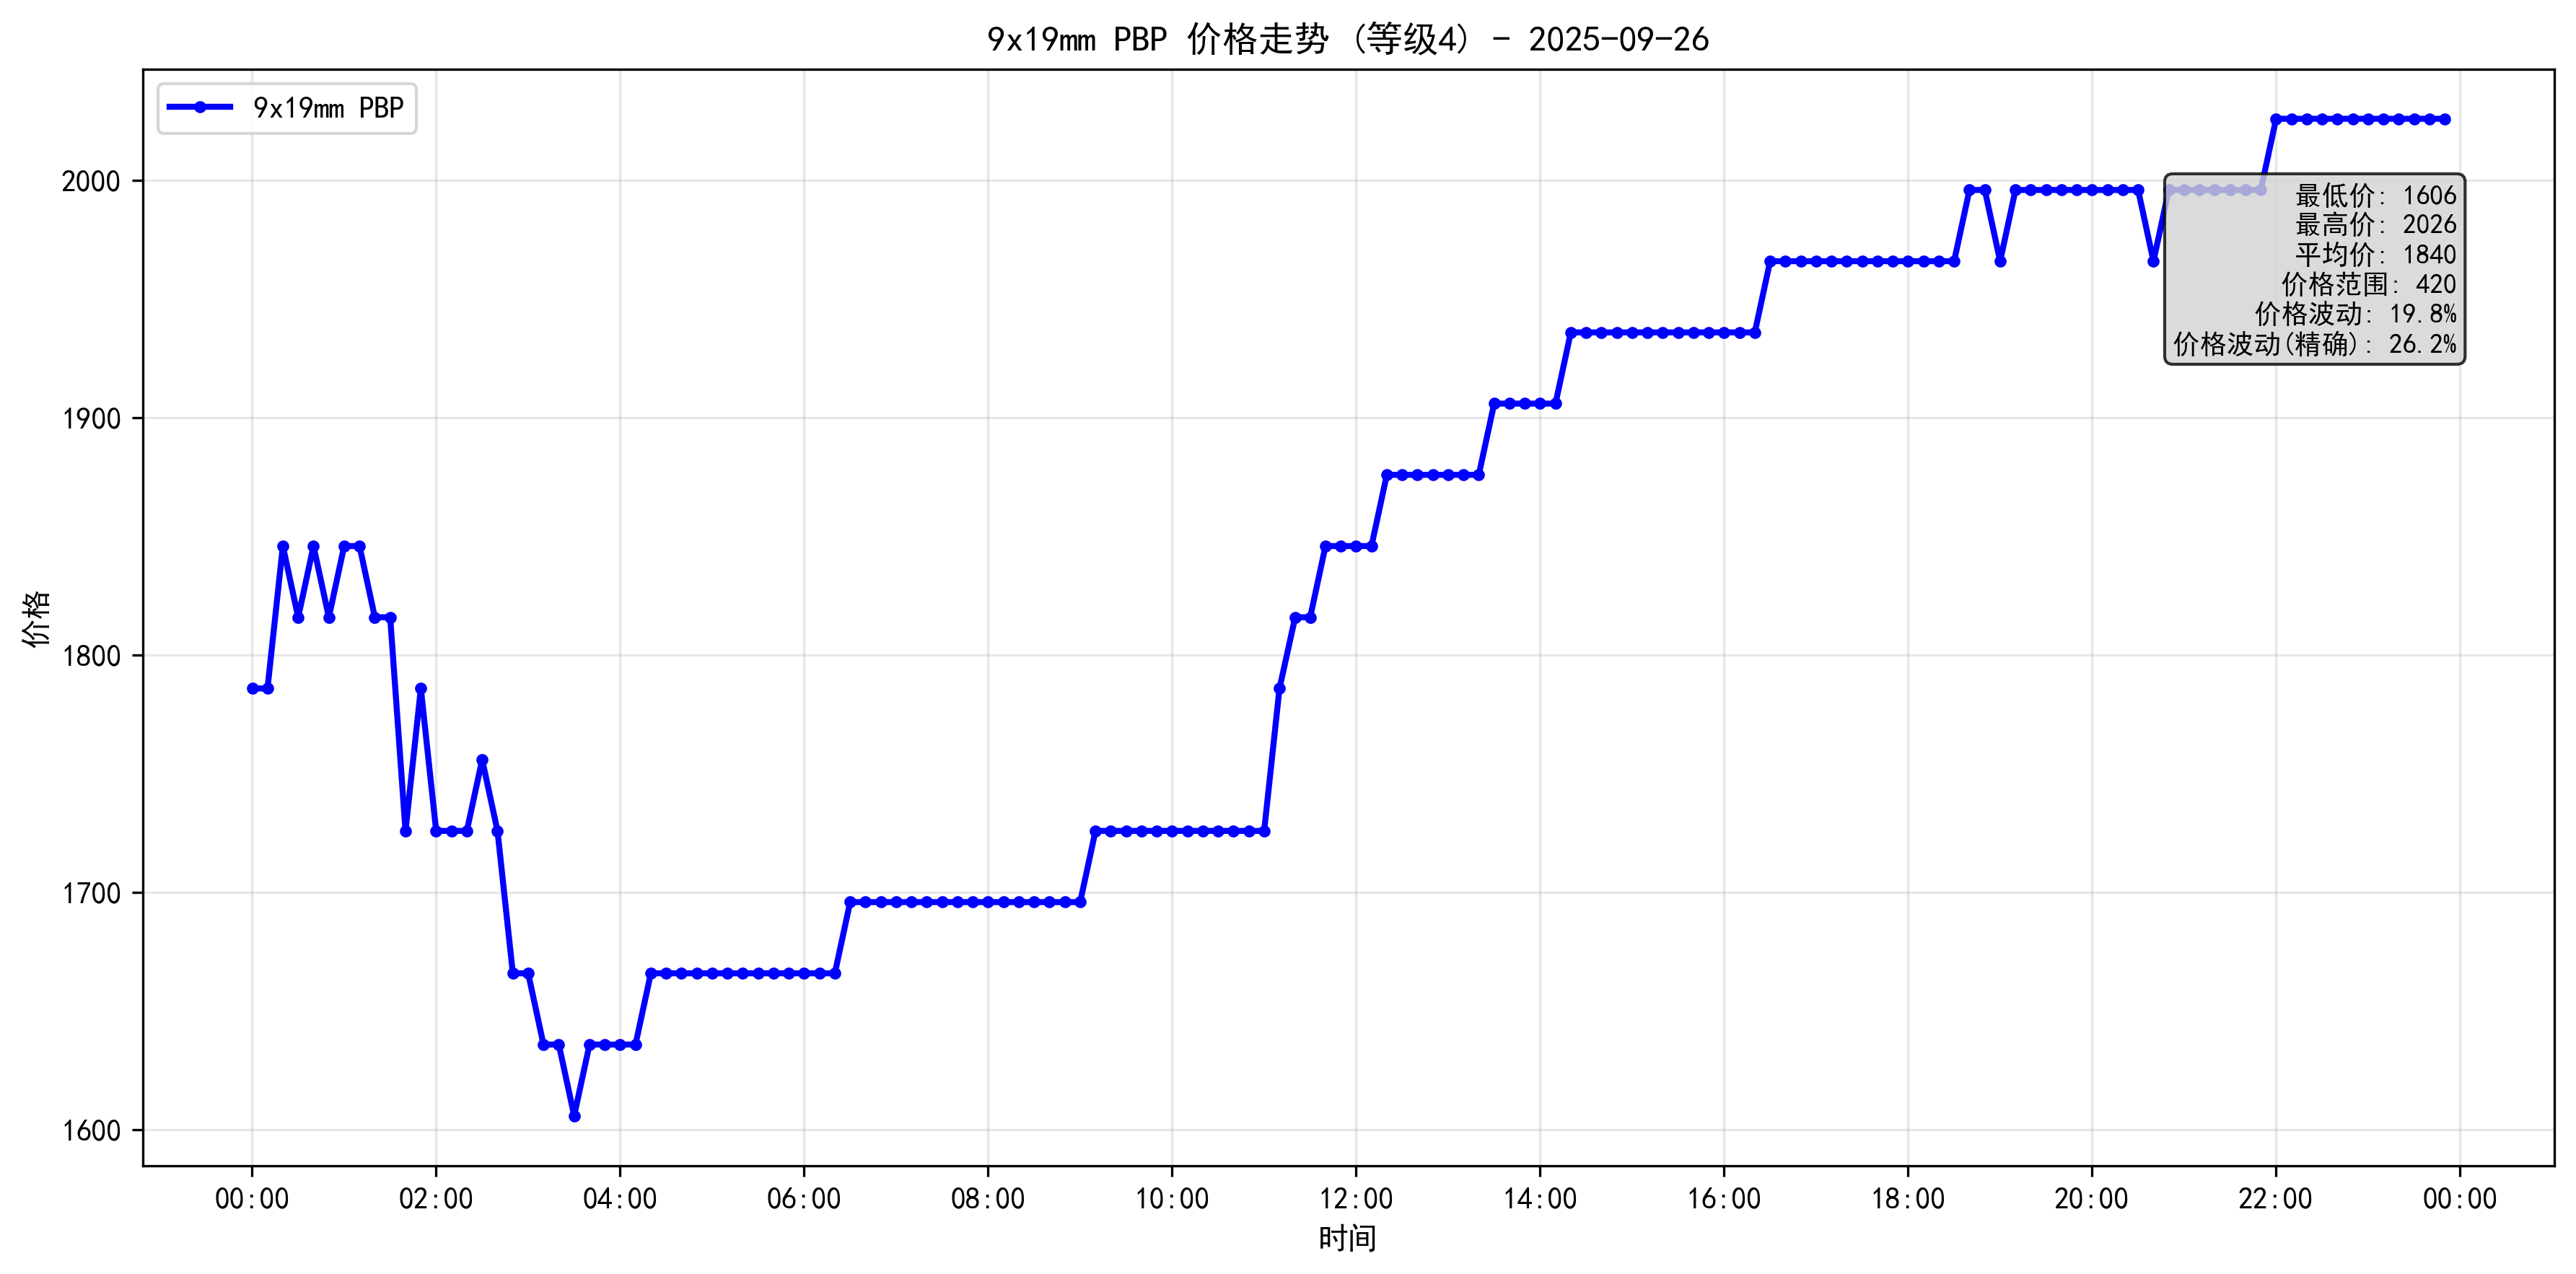 9x19mm PBP 价格走势 (等级4) - 2025-09-26
9x19mm PBP
最低价: 1606
最高价: 2026
平均价: 1840
价格范围: 420
价格波动: 19.8%
价格波动(精确): 26.2%
价格
2000
1900
1800
1700
1600
00:00 02:00 04:00 06:00 08:00 10:00 12:00 14:00 16:00 18:00 20:00 22:00 00:00
时间